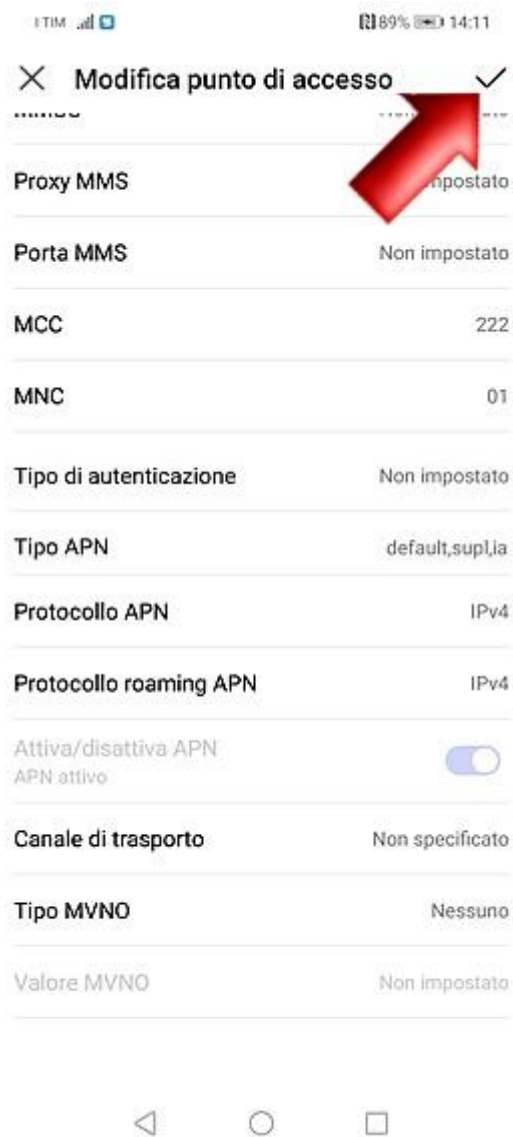 I TIM 89% 14:11
Modifica punto di accesso
Proxy MMS
Porta MMS Non impostato
MCC 222
MNC 01
Tipo di autenticazione Non impostato
Tipo APN default,supl,ia
Protocollo APN IPv4
Protocollo roaming APN IPv4
Attiva/disattiva APN
APN attivo
Canale di trasporto Non specificato
Tipo MVNO Nessuno
Valore MVNO Non impostato